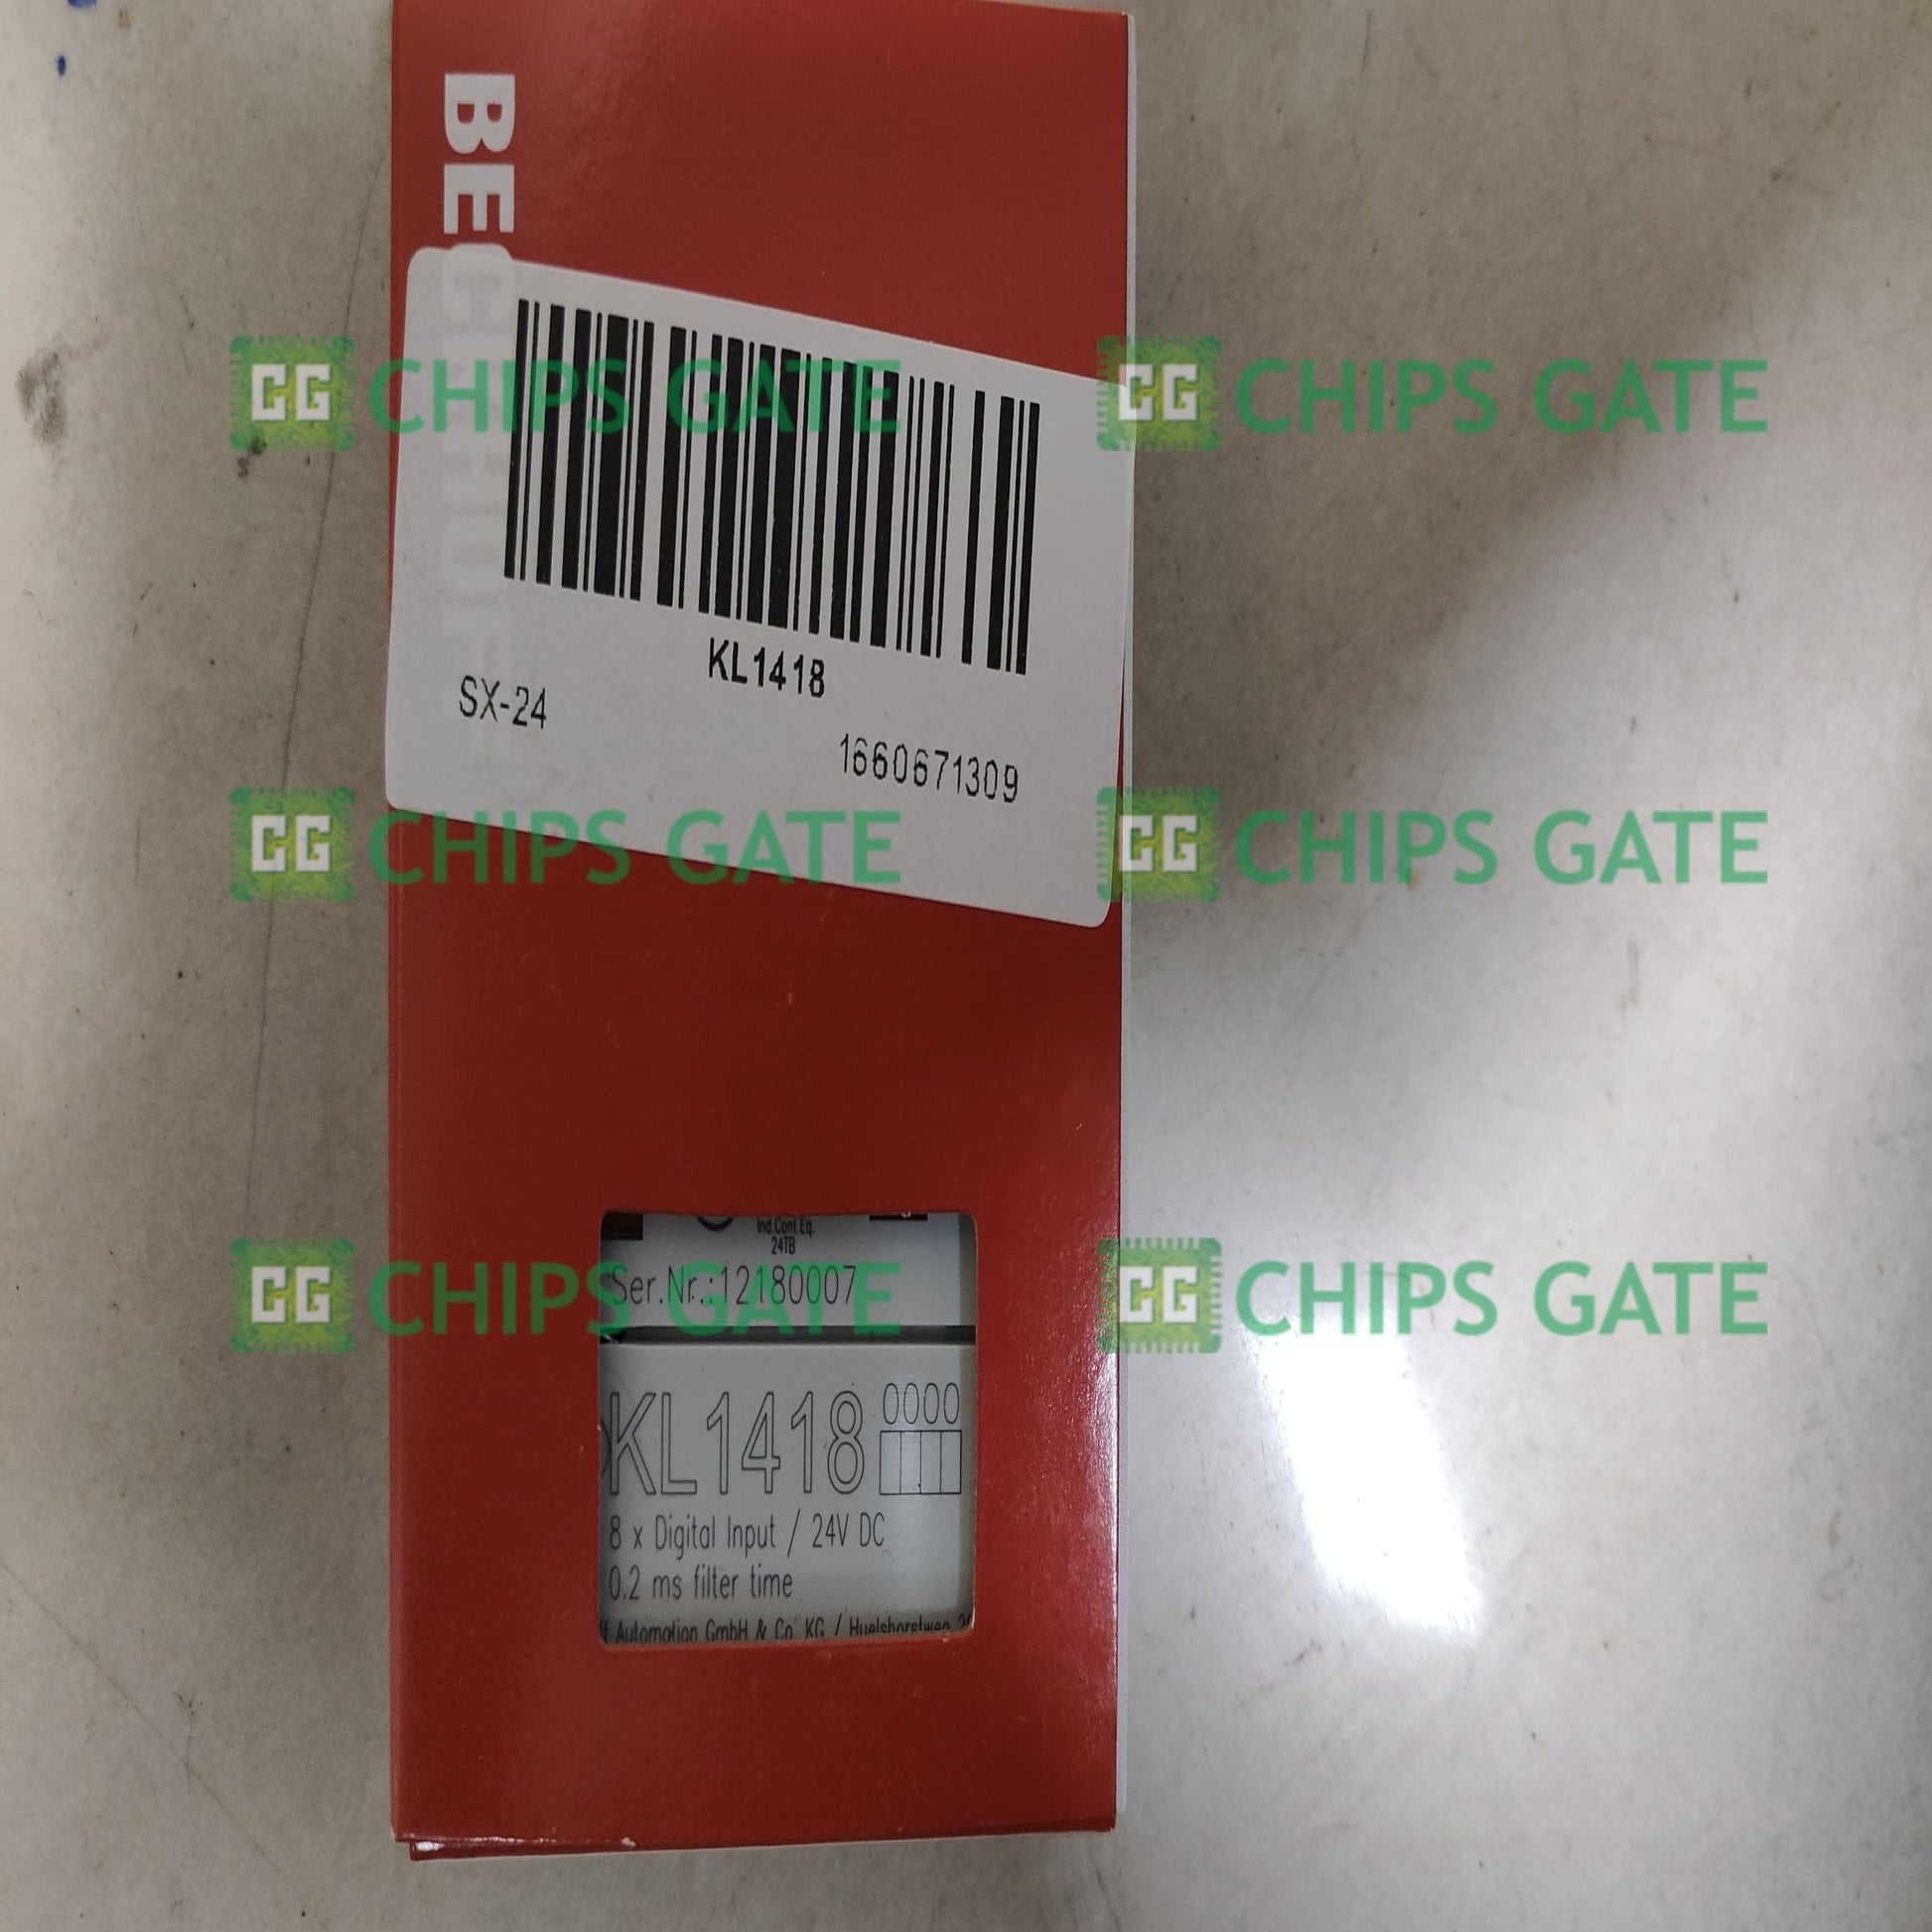 BECKHOFF
KL1418
SX-24
1660671309
CG CHIPS GATE
CG CHIPS GATE
CG CHIPS GATE
CG CHIPS GATE
CG CHIPS GATE
CG CHIPS GATE
Ind.Cont.Eq.
24TB
Ser.Nr.:12180007
KL1418
8 x Digital Input / 24V DC
0.2 ms filter time
Automation GmbH & Co. KG / Huelshorstweg 20